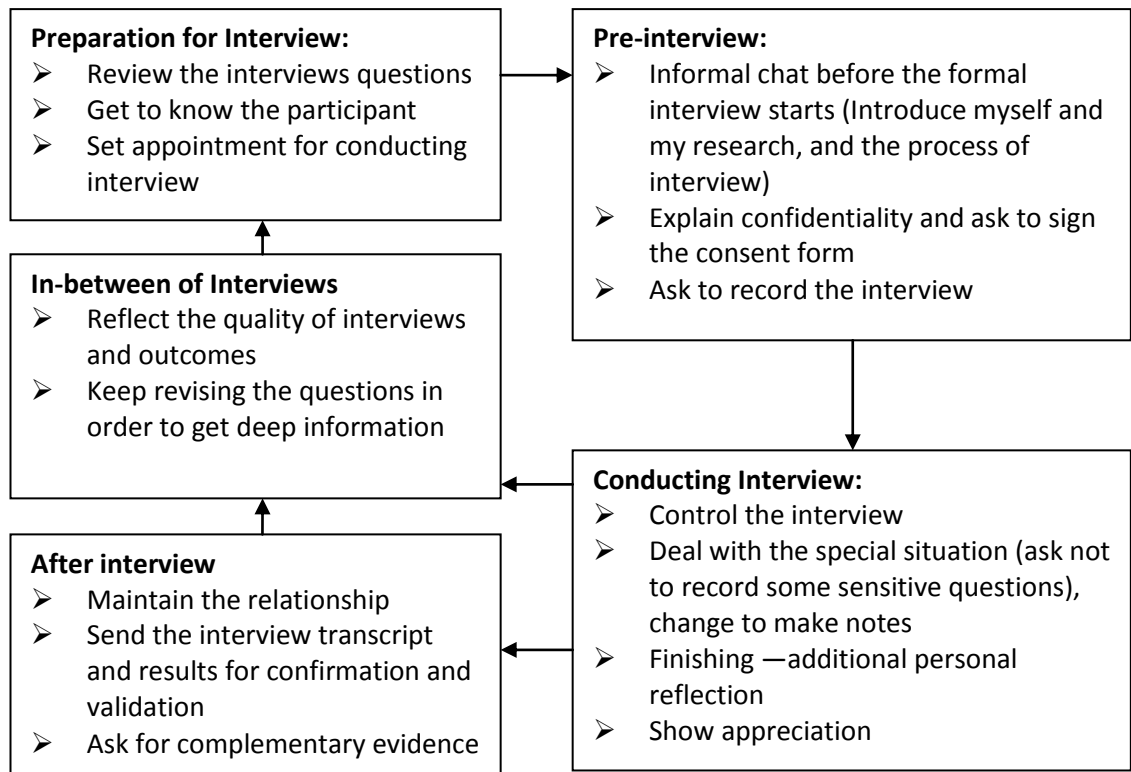 Preparation for Interview:
➢ Review the interviews questions
➢ Get to know the participant
➢ Set appointment for conducting
interview
Pre-interview:
➢ Informal chat before the formal
interview starts (Introduce myself and
my research, and the process of
interview)
➢ Explain confidentiality and ask to sign
the consent form
➢ Ask to record the interview
In-between of Interviews
➢ Reflect the quality of interviews
and outcomes
➢ Keep revising the questions in
order to get deep information
Conducting Interview:
➢ Control the interview
➢ Deal with the special situation (ask not
to record some sensitive questions),
change to make notes
➢ Finishing —additional personal
reflection
➢ Show appreciation
After interview
➢ Maintain the relationship
➢ Send the interview transcript
and results for confirmation and
validation
➢ Ask for complementary evidence